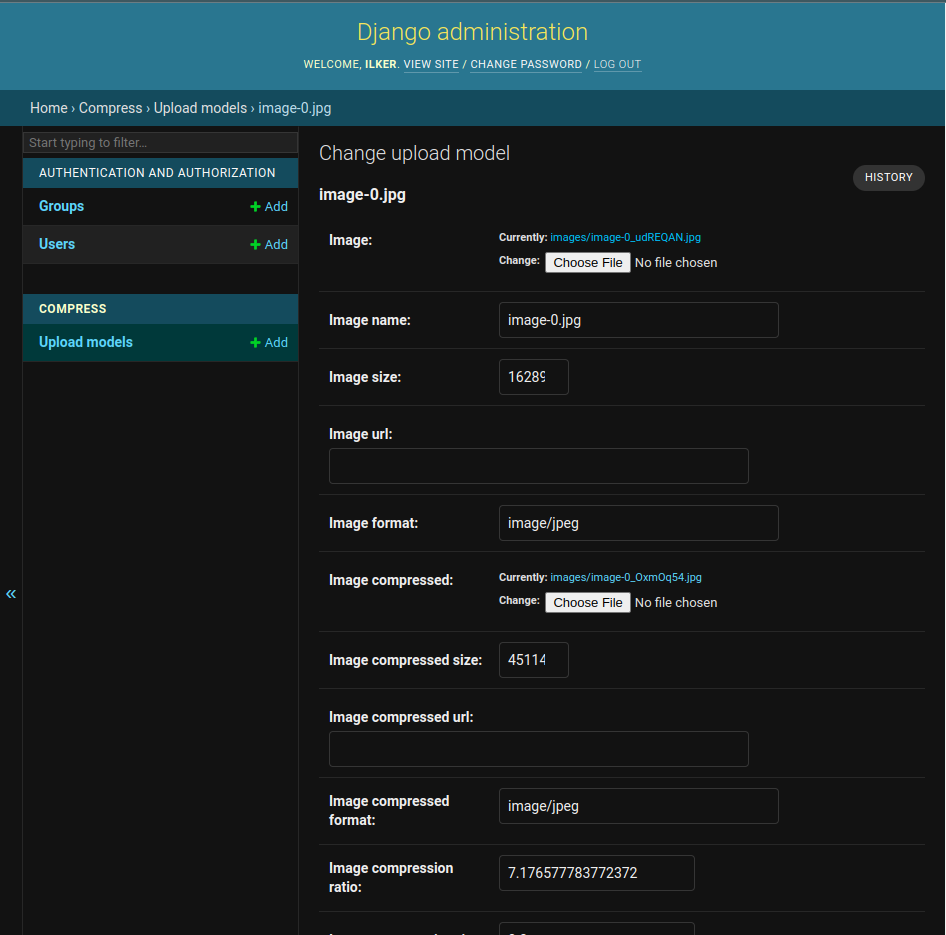 Django administration
WELCOME, ILKER. VIEW SITE / CHANGE PASSWORD / LOG OUT
Home › Compress › Upload models › image-0.jpg
Start typing to filter...
AUTHENTICATION AND AUTHORIZATION
Groups + Add
Users + Add
COMPRESS
Upload models + Add
«
Change upload model
HISTORY
image-0.jpg
Image: Currently: images/image-0_udREQAN.jpg
Change: Choose File No file chosen
Image name: image-0.jpg
Image size: 16289
Image url:
Image format: image/jpeg
Image compressed: Currently: images/image-0_OxmOq54.jpg
Change: Choose File No file chosen
Image compressed size: 45114
Image compressed url:
Image compressed
format: image/jpeg
Image compression
ratio: 7.176577783772372